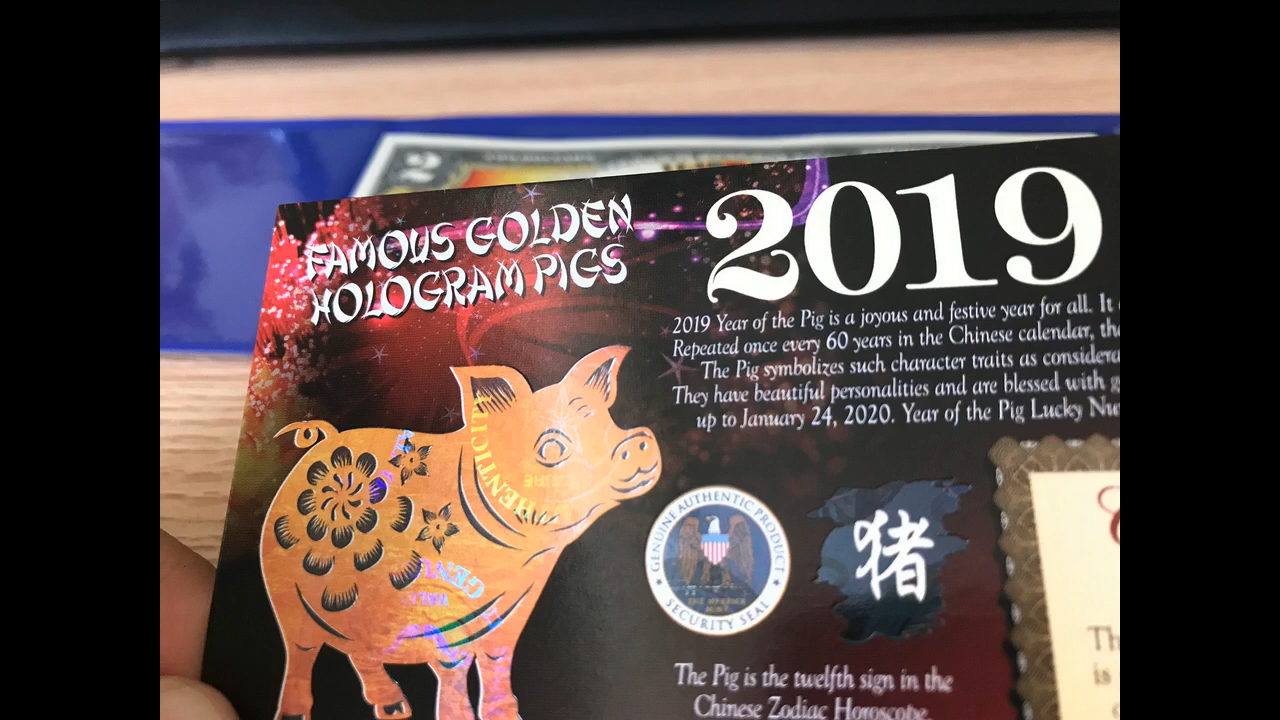 2
FAMOUS GOLDEN
HOLOGRAM PIGS
2019
2019 Year of the Pig is a joyous and festive year for all. It
Repeated once every 60 years in the Chinese calendar,
The Pig symbolizes such character traits as
They have beautiful personalities and are blessed with
up to January 24, 2020. Year of the Pig Lucky
GENUINE AUTHENTIC PRODUCT
SECURITY SEAL
猪
The Pig is the twelfth sign in the
Chinese Zodiac Horoscope.
is